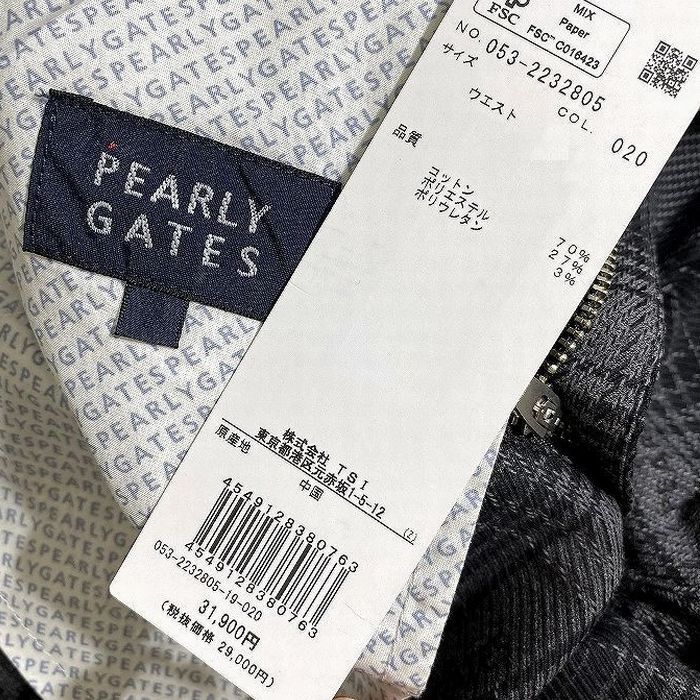 PEARLY
GATES
FSC
MIX
Paper
FSC™ C016423
NO. 053-2232805
サイズ
ウエスト
COL. 020
品質
コットン 70%
ポリエステル 27%
ポリウレタン 3%
株式会社 TSI
東京都港区元赤坂1-5-12
原産地 中国 (2)
4549128380763
4549128380763
053-2232805-19-020
31,900円
(税抜価格 29,000円)
PEARLYGATESPEARLYGATESPEARLYGATES